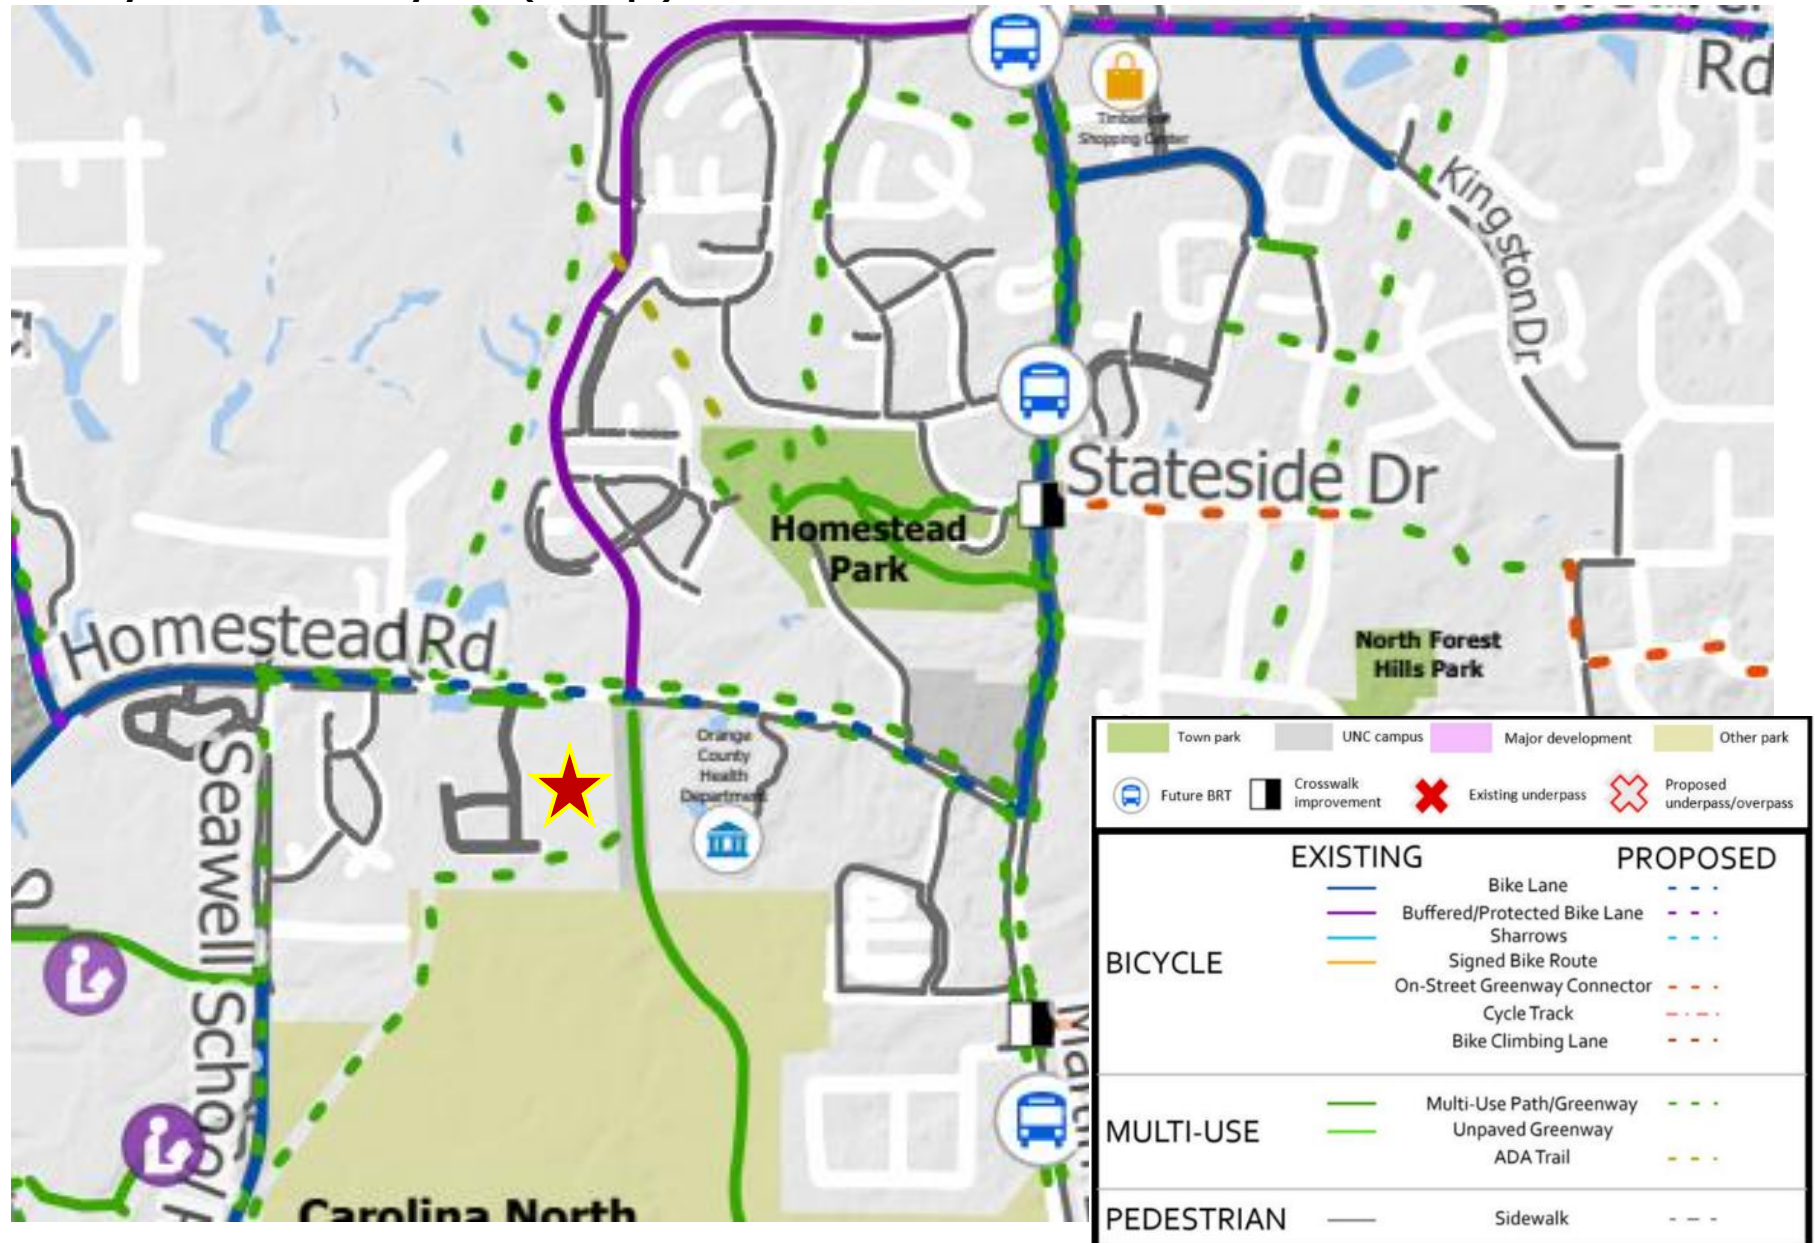 Rd
Timberlyne
Shopping Center
Kingston Dr
Stateside Dr
Homestead
Park
Homestead Rd
North Forest
Hills Park
Orange
County
Health
Department
Seawell School
Carolina North
Town park
UNC campus
Major development
Other park
Future BRT
Crosswalk
improvement
Existing underpass
Proposed
underpass/overpass
EXISTING
PROPOSED
BICYCLE
Bike Lane
Buffered/Protected Bike Lane
Sharrows
Signed Bike Route
On-Street Greenway Connector
Cycle Track
Bike Climbing Lane
MULTI-USE
Multi-Use Path/Greenway
Unpaved Greenway
ADA Trail
PEDESTRIAN
Sidewalk